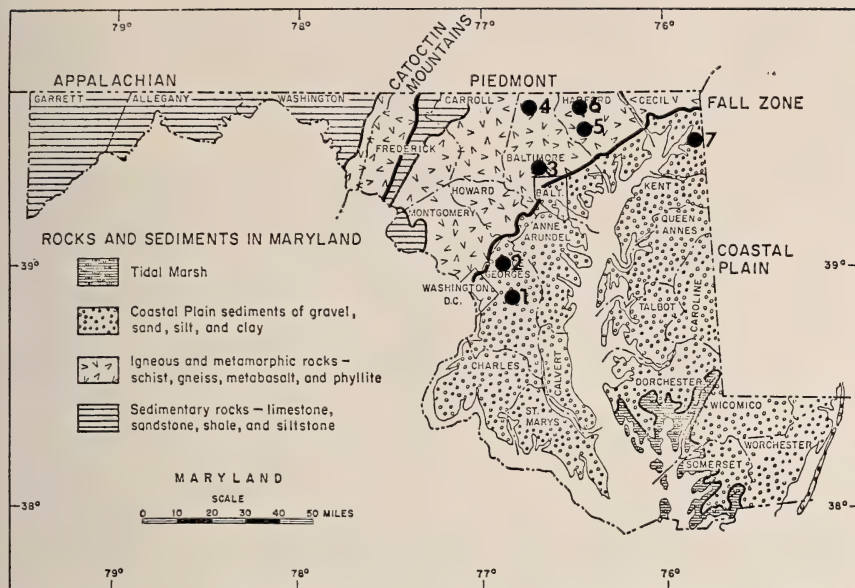 79°
78°
77°
76°
CATOCTIN
MOUNTAINS
APPALACHIAN
PIEDMONT
GARRETT
ALLEGANY
WASHINGTON
CARROLL
4
HARFORD
6
CECIL
FALL ZONE
5
7
FREDERICK
BALTIMORE
3
HOWARD
BALT.
KENT
MONTGOMERY
ANNE
ARUNDEL
QUEEN
ANNES
ROCKS AND SEDIMENTS IN MARYLAND
COASTAL
PLAIN
39°
39°
2
GEORGES
Tidal Marsh
WASHINGTON
D.C.
1
TALBOT
CAROLINE
Coastal Plain sediments of gravel,
sand, silt, and clay
Igneous and metamorphic rocks –
schist, gneiss, metabasalt, and phyllite
CHARLES
CALVERT
DORCHESTER
Sedimentary rocks – limestone,
sandstone, shale, and siltstone
ST.
MARYS
WICOMICO
WORCHESTER
SOMERSET
MARYLAND
SCALE
0 10 20 30 40 50 MILES
38°
38°
79°
78°
77°
76°